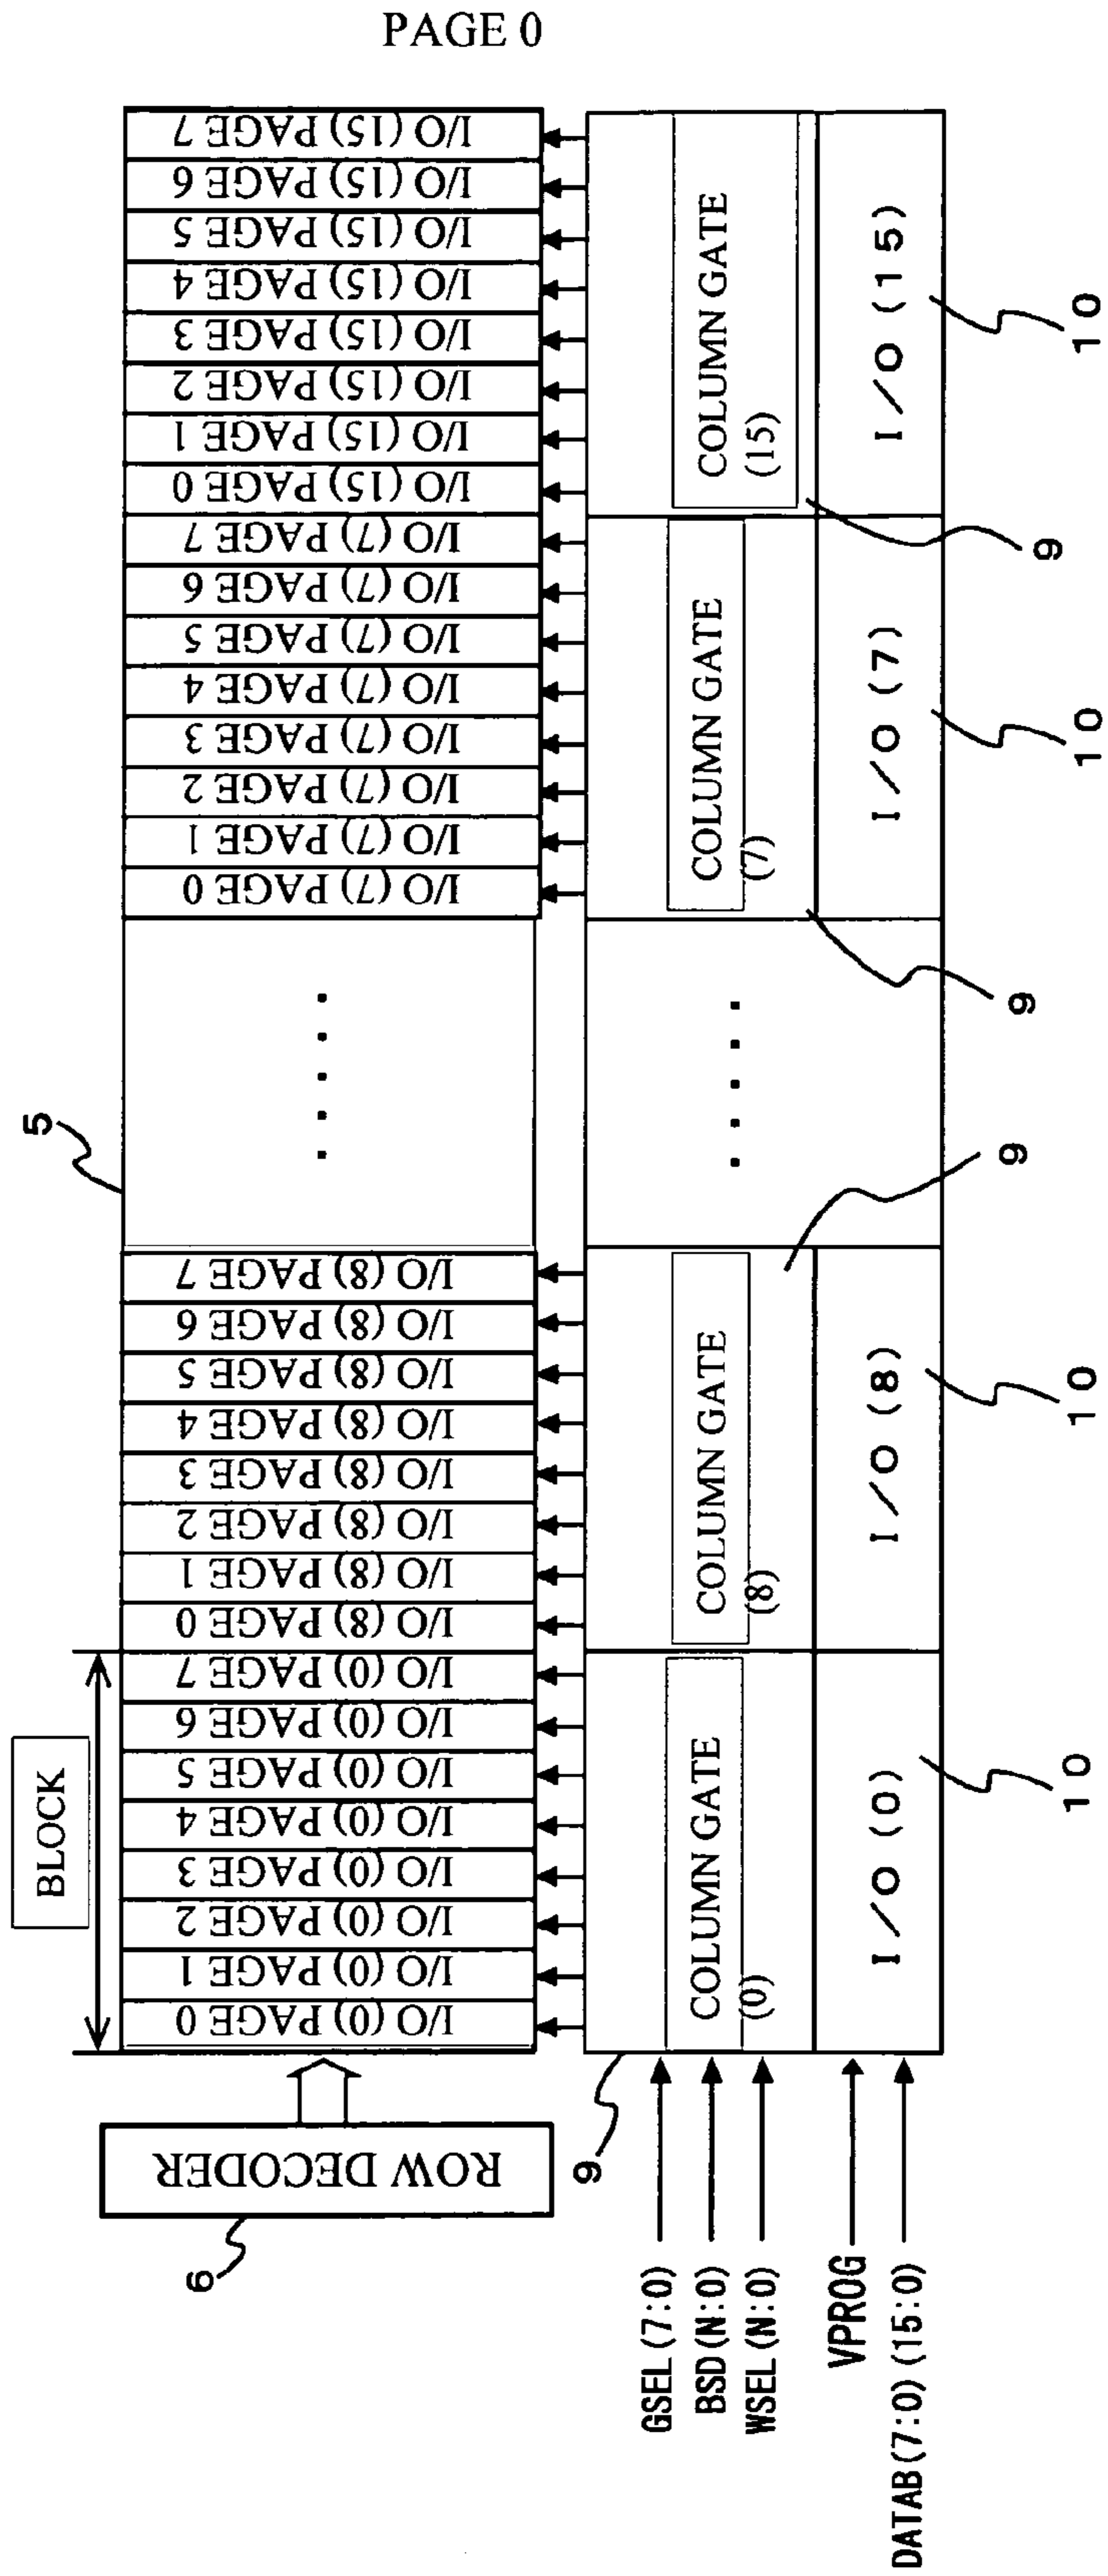 PAGE 0
BLOCK
5
6
ROW DECODER
I/O (0) PAGE 0
I/O (0) PAGE 1
I/O (0) PAGE 2
I/O (0) PAGE 3
I/O (0) PAGE 4
I/O (0) PAGE 5
I/O (0) PAGE 6
I/O (0) PAGE 7
I/O (8) PAGE 0
I/O (8) PAGE 1
I/O (8) PAGE 2
I/O (8) PAGE 3
I/O (8) PAGE 4
I/O (8) PAGE 5
I/O (8) PAGE 6
I/O (8) PAGE 7
I/O (7) PAGE 0
I/O (7) PAGE 1
I/O (7) PAGE 2
I/O (7) PAGE 3
I/O (7) PAGE 4
I/O (7) PAGE 5
I/O (7) PAGE 6
I/O (7) PAGE 7
I/O (15) PAGE 0
I/O (15) PAGE 1
I/O (15) PAGE 2
I/O (15) PAGE 3
I/O (15) PAGE 4
I/O (15) PAGE 5
I/O (15) PAGE 6
I/O (15) PAGE 7
9
GSEL (7:0)
BSD (N:0)
WSEL (N:0)
VPROG
DATAB (7:0) (15:0)
COLUMN GATE
(0)
COLUMN GATE
(8)
COLUMN GATE
(7)
COLUMN GATE
(15)
I/O (0)
I/O (8)
I/O (7)
I/O (15)
9
9
9
10
10
10
10